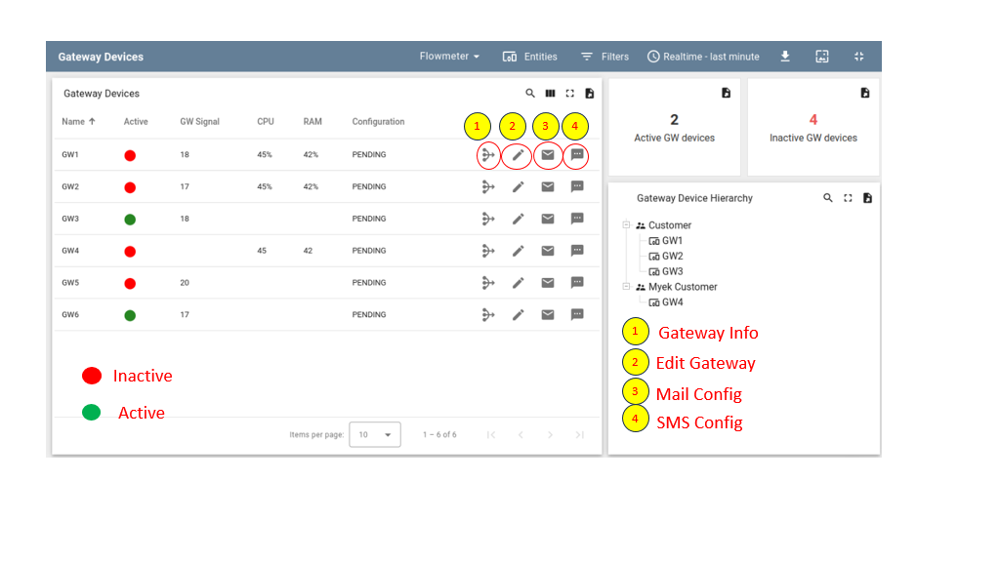 Gateway Devices Flowmeter Entities Filters Realtime - last minute
Gateway Devices
Name Active GW Signal CPU RAM Configuration
1 2 3 4
GW1 18 45% 42% PENDING
GW2 17 45% 42% PENDING
GW3 18 PENDING
GW4 45 42 PENDING
GW5 20 PENDING
GW6 17 PENDING
Inactive
Active
Items per page: 10 1 – 6 of 6
2
Active GW devices
4
Inactive GW devices
Gateway Device Hierarchy
Customer
GW1
GW2
GW3
Myek Customer
GW4
1 Gateway Info
2 Edit Gateway
3 Mail Config
4 SMS Config